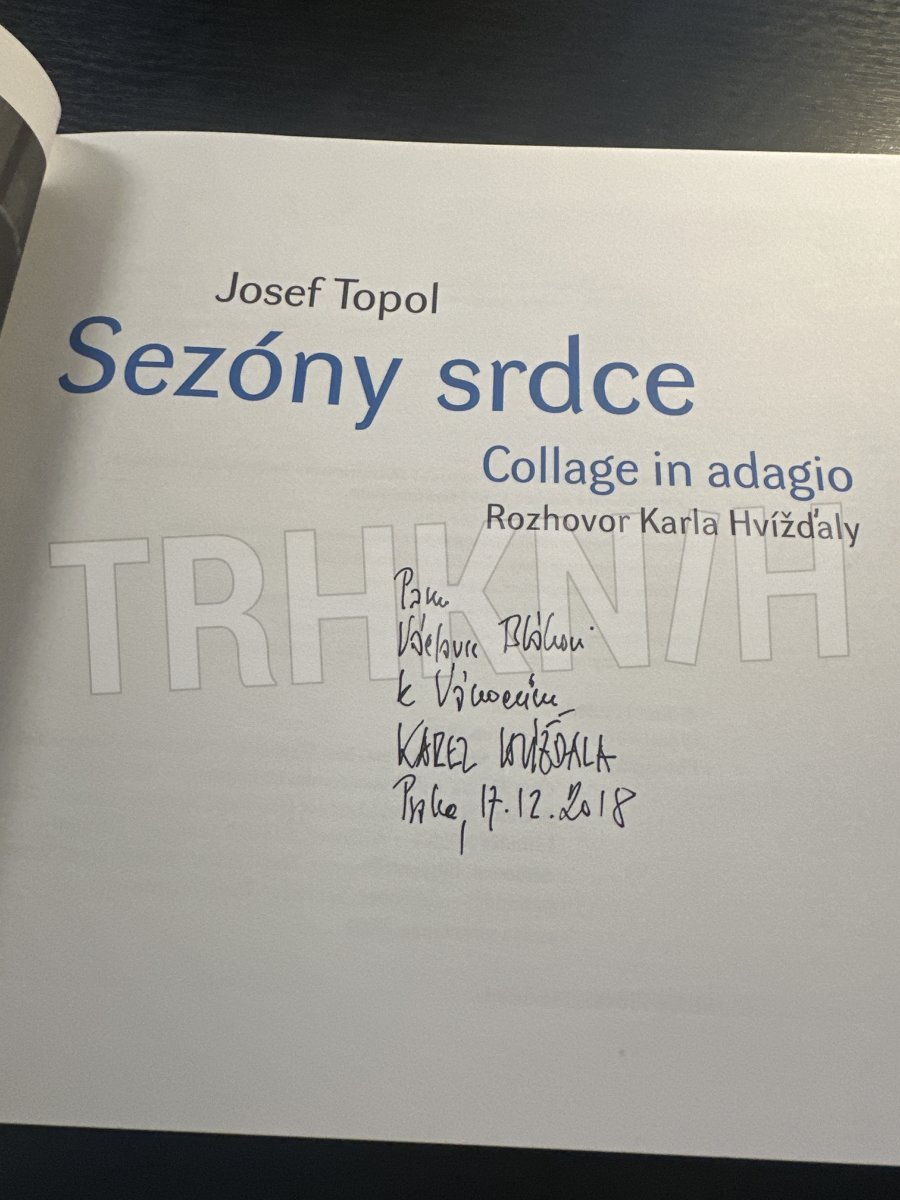 Josef Topol
Sezóny srdce
Collage in adagio
Rozhovor Karla Hvížďaly
TRHKNIH
Panu
Václavu Bláhovi
k Vánocům
KAREL HVÍŽĎALA
Praha, 17.12.2018